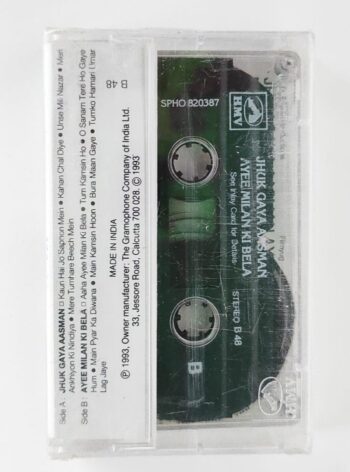 Side A JHUK GAYA AASMAN □ Kaun Hai Jo Sapnon Mein ● Kahan Chal Diye ● Unse Mili Nazar ● Meri
Ankhiyon Ki Nindiya ● Mere Tumhare Beech Mein
Side B AYEE MILAN KI BELA □ Aaha Ayee Milan Ki Bela ● Tum Kamsin Ho ● O Sanam Tere Ho Gaye
Hum ● Main Pyar Ka Diwana ● Main Kamsin Hoon ● Bura Maan Gaye ● Tumko Hamari Umar
Lag Jaye
B 48
MADE IN INDIA
℗ 1993, Owner manufacturer: The Gramophone Company of India Ltd.
33, Jessore Road, Calcutta 700 028. © 1993
SPHO 820387
HMV
JHUK GAYA AASMAN
AYEE MILAN KI BELA
See Inlay Card for Details
STEREO B 48
B